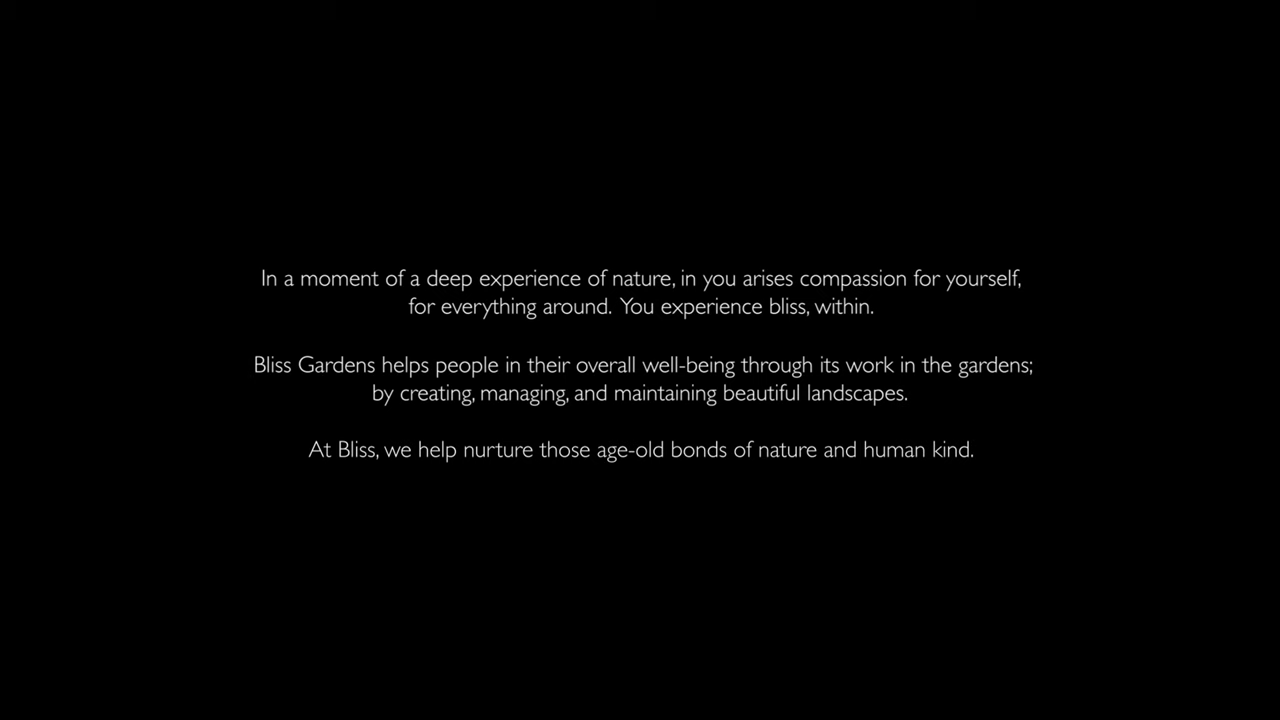 In a moment of a deep experience of nature, in you arises compassion for yourself,
for everything around. You experience bliss, within.
Bliss Gardens helps people in their overall well-being through its work in the gardens;
by creating, managing, and maintaining beautiful landscapes.
At Bliss, we help nurture those age-old bonds of nature and human kind.